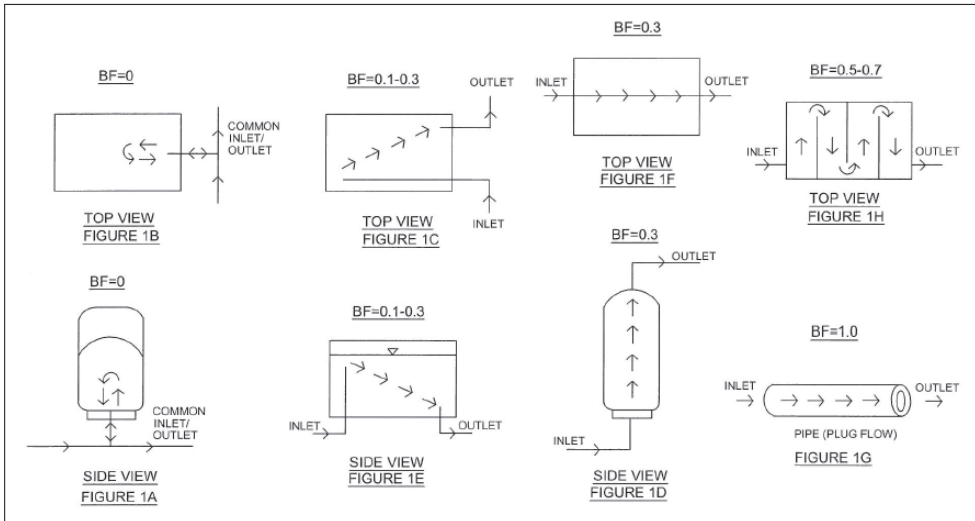 BF=0
COMMON
INLET/
OUTLET
TOP VIEW
FIGURE 1B
BF=0.1-0.3
OUTLET
INLET
TOP VIEW
FIGURE 1C
BF=0.3
INLET
OUTLET
TOP VIEW
FIGURE 1F
BF=0.5-0.7
INLET
OUTLET
TOP VIEW
FIGURE 1H
BF=0
COMMON
INLET/
OUTLET
SIDE VIEW
FIGURE 1A
BF=0.1-0.3
INLET
OUTLET
SIDE VIEW
FIGURE 1E
BF=0.3
OUTLET
INLET
SIDE VIEW
FIGURE 1D
BF=1.0
INLET
OUTLET
PIPE (PLUG FLOW)
FIGURE 1G